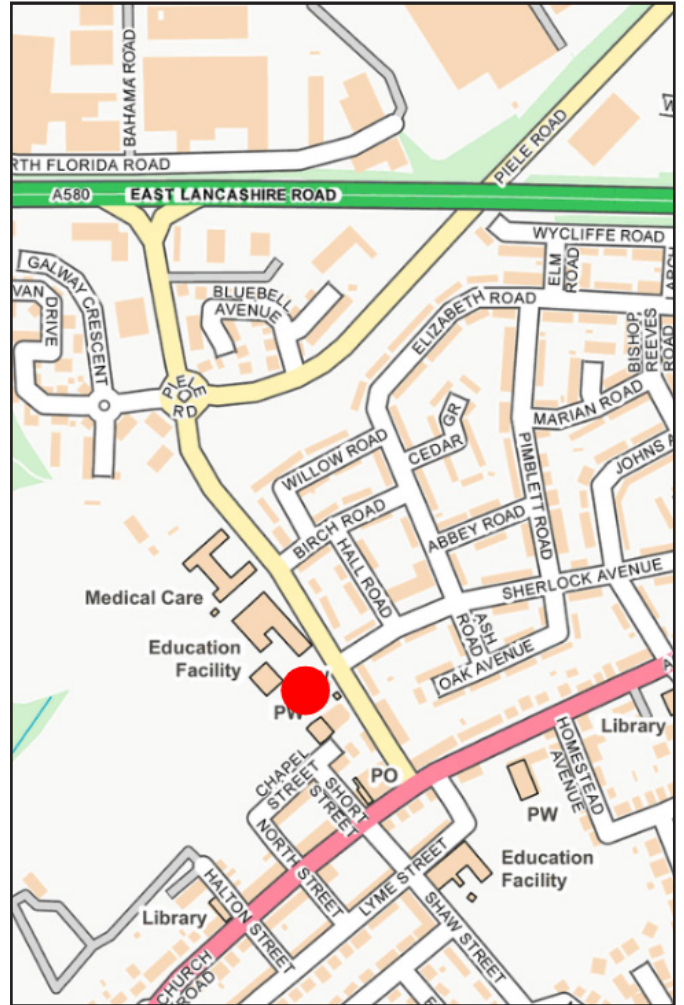 BAHAMA ROAD
RTH FLORIDA ROAD
PIELE ROAD
A580
EAST LANCASHIRE ROAD
WYCLIFFE ROAD
GALWAY CRESCENT
VAN
DRIVE
BLUEBELL
AVENUE
ELIZABETH ROAD
ELM
ROAD
LARCH
BISHOP
REEVES
ROAD
PIELE
RD
CEDAR GR
MARIAN ROAD
WILLOW ROAD
PIMBLETT ROAD
JOHNS A
BIRCH ROAD
HALL ROAD
ABBEY ROAD
SHERLOCK AVENUE
Medical Care
Education
Facility
ASH
ROAD
OAK AVENUE
PW
Library
HOMESTEAD
AVENUE
CHAPEL
STREET
SHORT
STREET
PO
PW
NORTH STREET
LYME STREET
Education
Facility
HALTON STREET
SHAW STREET
Library
CHURCH
ROAD